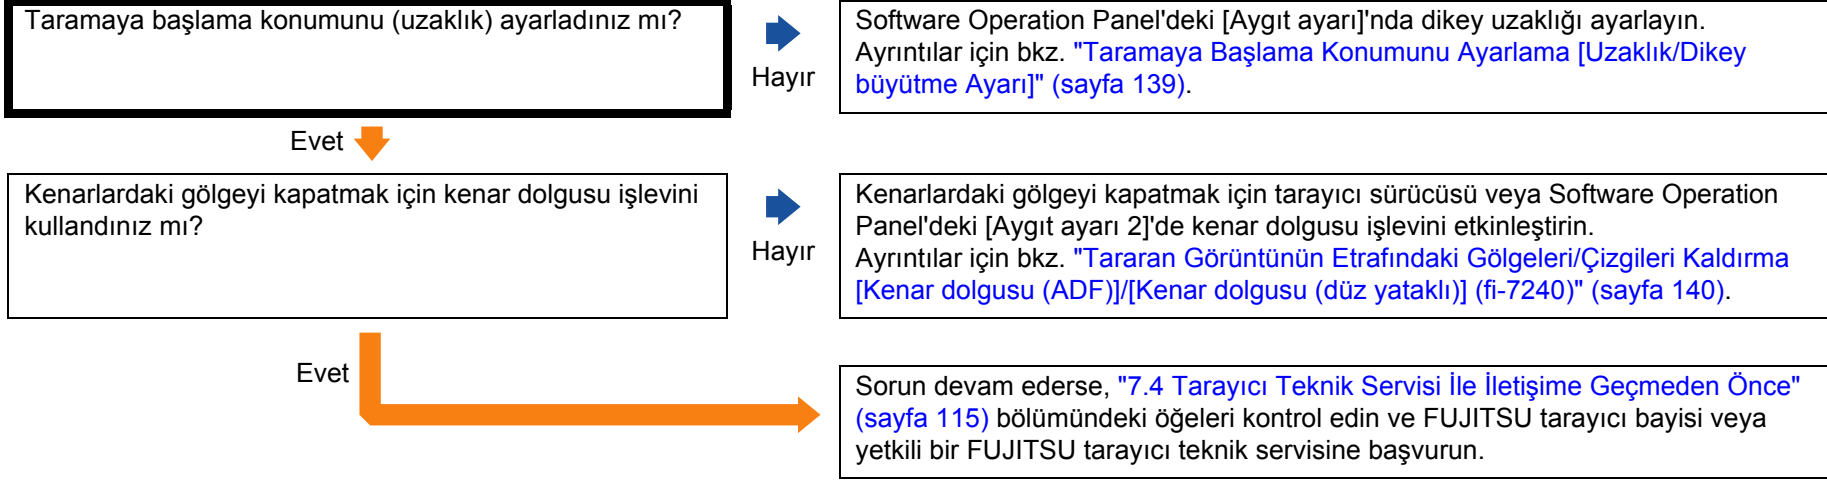 Taramaya başlama konumunu (uzaklık) ayarladınız mı?
Hayır
Software Operation Panel'deki [Aygıt ayarı]'nda dikey uzaklığı ayarlayın.
Ayrıntılar için bkz. "Taramaya Başlama Konumunu Ayarlama [Uzaklık/Dikey
büyütme Ayarı]" (sayfa 139).
Evet
Kenarlardaki gölgeyi kapatmak için kenar dolgusu işlevini
kullandınız mı?
Hayır
Kenarlardaki gölgeyi kapatmak için tarayıcı sürücüsü veya Software Operation
Panel'deki [Aygıt ayarı 2]'de kenar dolgusu işlevini etkinleştirin.
Ayrıntılar için bkz. "Tararan Görüntünün Etrafındaki Gölgeleri/Çizgileri Kaldırma
[Kenar dolgusu (ADF)]/[Kenar dolgusu (düz yataklı)] (fi-7240)" (sayfa 140).
Evet
Sorun devam ederse, "7.4 Tarayıcı Teknik Servisi İle İletişime Geçmeden Önce"
(sayfa 115) bölümündeki öğeleri kontrol edin ve FUJITSU tarayıcı bayisi veya
yetkili bir FUJITSU tarayıcı teknik servisine başvurun.